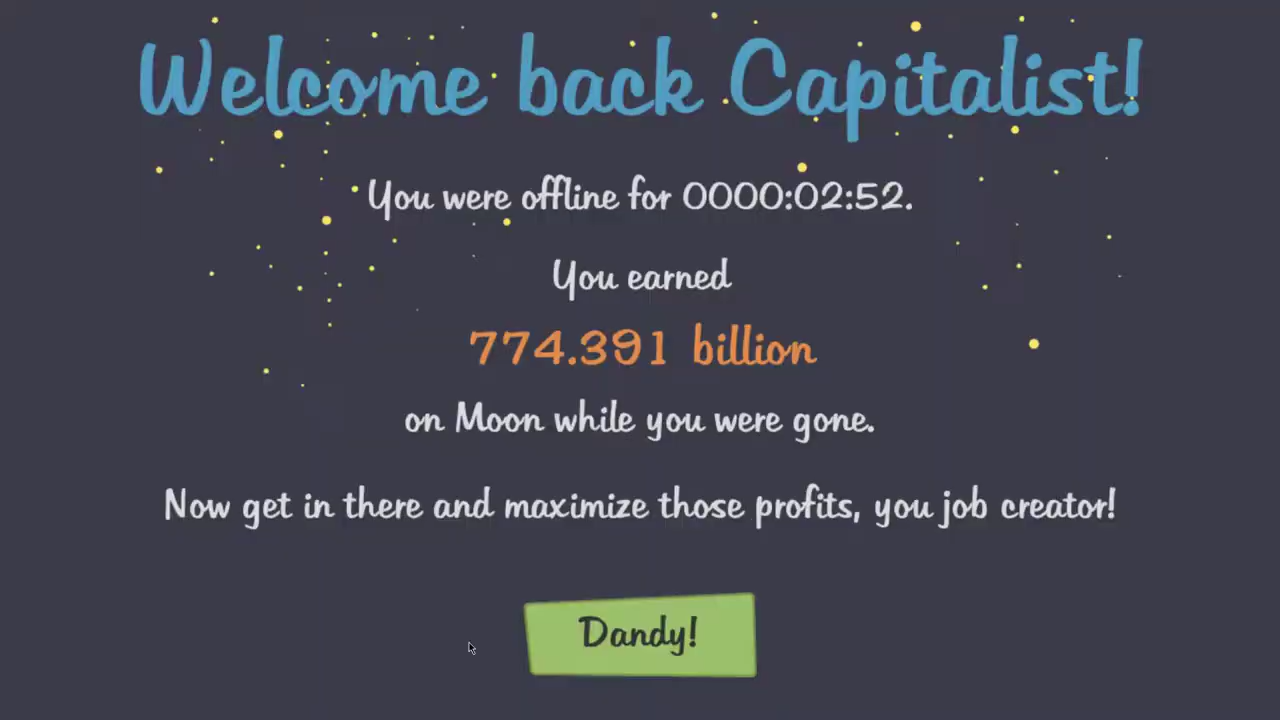 Welcome back Capitalist!
You were offline for 0000:02:52.
You earned
774.391 billion
on Moon while you were gone.
Now get in there and maximize those profits, you job creator!
Dandy!